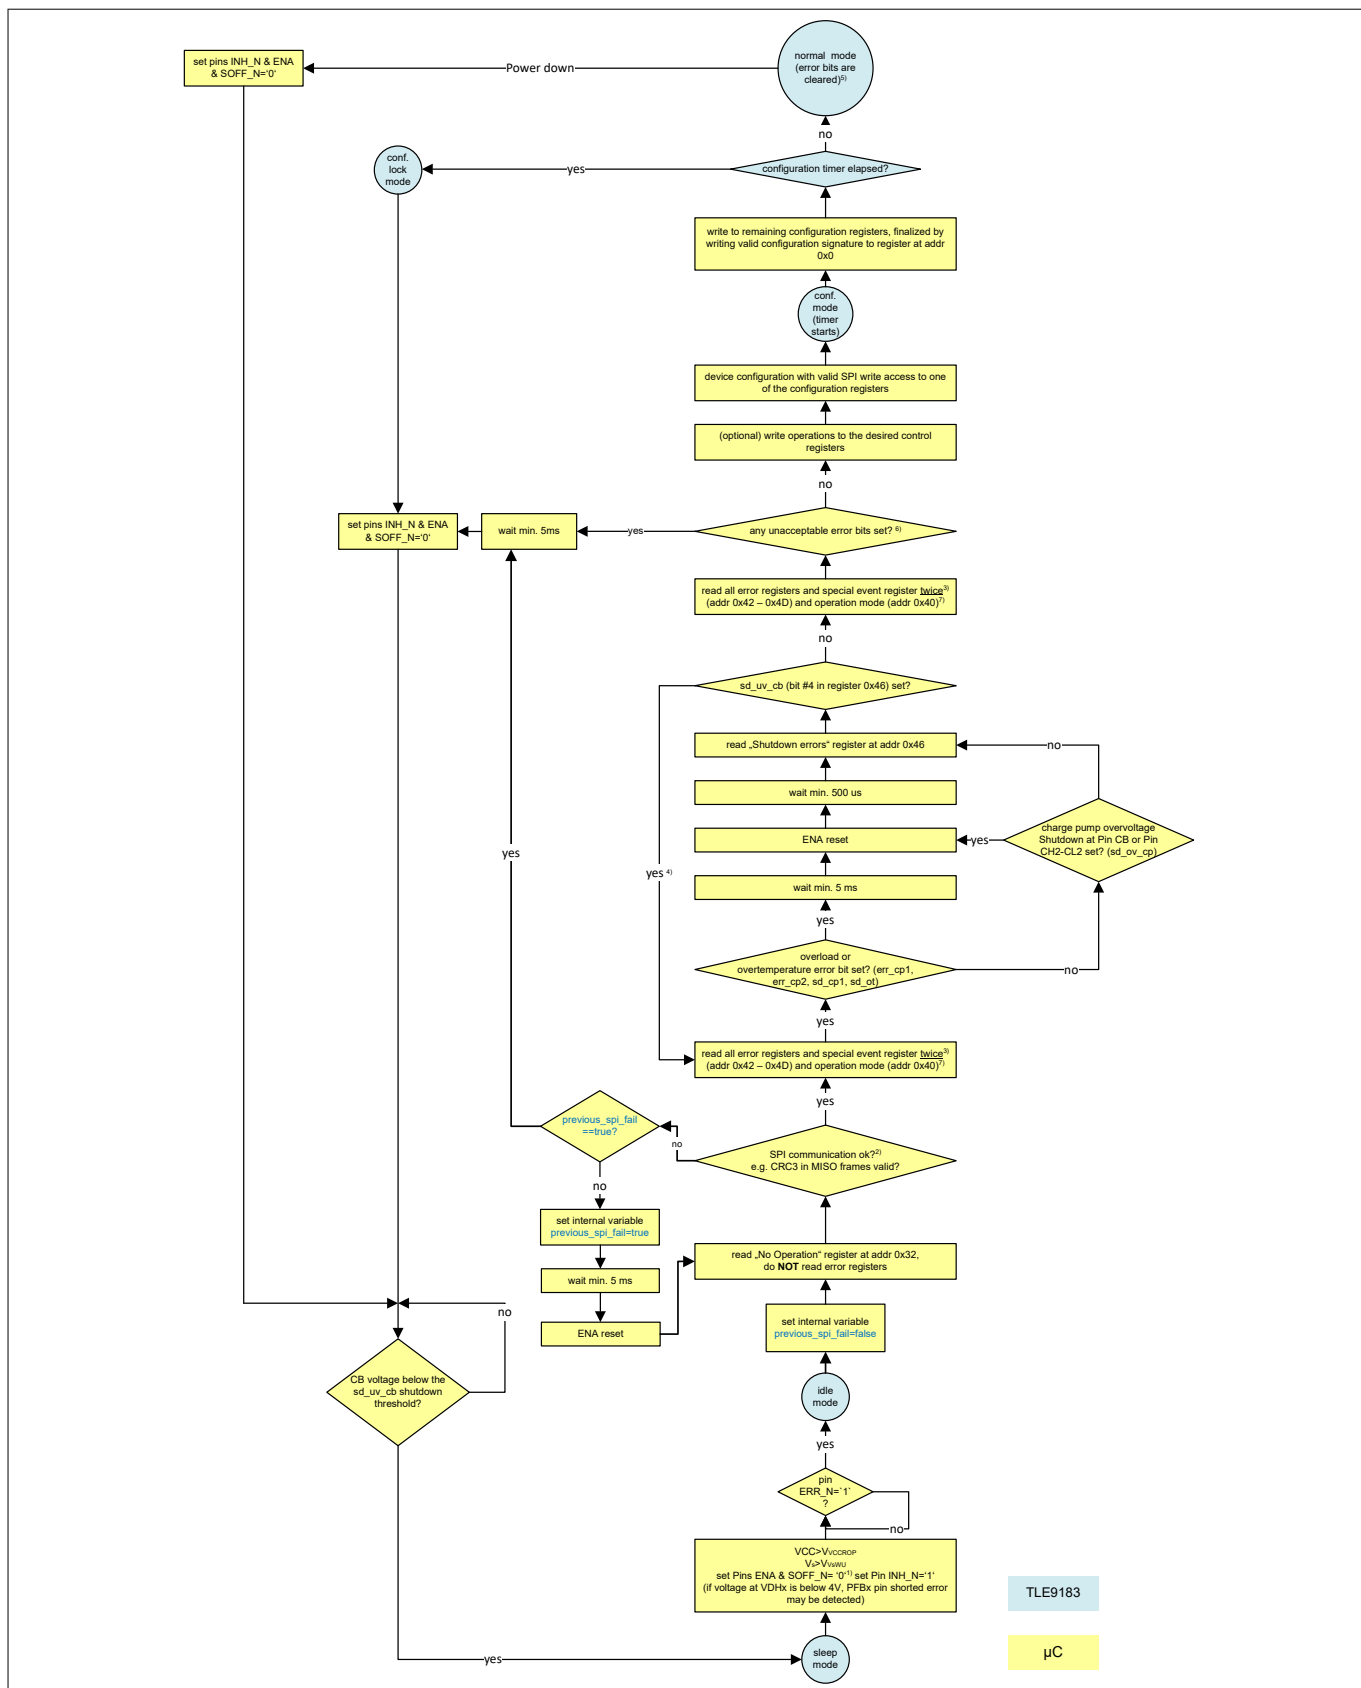 normal mode
(error bits are
cleared)5)
Power down
set pins INH_N & ENA
& SOFF_N=‘0‘
no
configuration timer elapsed?
yes
conf.
lock
mode
write to remaining configuration registers, finalized by
writing valid configuration signature to register at addr
0x0
conf.
mode
(timer
starts)
device configuration with valid SPI write access to one
of the configuration registers
(optional) write operations to the desired control
registers
no
any unacceptable error bits set? 6)
yes
wait min. 5ms
set pins INH_N & ENA
& SOFF_N=‘0‘
read all error registers and special event register twice3)
(addr 0x42 – 0x4D) and operation mode (addr 0x40)7)
no
sd_uv_cb (bit #4 in register 0x46) set?
read „Shutdown errors“ register at addr 0x46
no
wait min. 500 us
ENA reset
yes
charge pump overvoltage
Shutdown at Pin CB or Pin
CH2-CL2 set? (sd_ov_cp)
yes
yes 4)
wait min. 5 ms
yes
overload or
overtemperature error bit set? (err_cp1,
err_cp2, sd_cp1, sd_ot)
no
yes
read all error registers and special event register twice3)
(addr 0x42 – 0x4D) and operation mode (addr 0x40)7)
yes
previous_spi_fail
==true?
no
SPI communication ok?2)
e.g. CRC3 in MISO frames valid?
no
set internal variable
previous_spi_fail=true
read „No Operation“ register at addr 0x32,
do NOT read error registers
wait min. 5 ms
no
set internal variable
previous_spi_fail=false
ENA reset
CB voltage below the
sd_uv_cb shutdown
threshold?
idle
mode
yes
pin
ERR_N=`1`
?
no
VCC>VVCCROP
Vs>VVsWU
set Pins ENA & SOFF_N= ‘0‘1) set Pin INH_N=‘1‘
(if voltage at VDHx is below 4V, PFBx pin shorted error
may be detected)
TLE9183
µC
yes
sleep
mode